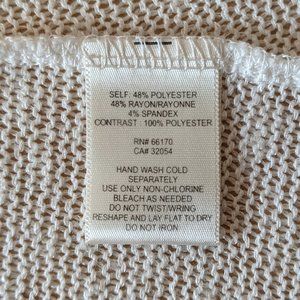 SELF: 48% POLYESTER
48% RAYON/RAYONNE
4% SPANDEX
CONTRAST : 100% POLYESTER
RN# 66170
CA# 32054
HAND WASH COLD
SEPARATELY
USE ONLY NON-CHLORINE
BLEACH AS NEEDED
DO NOT TWIST/WRING
RESHAPE AND LAY FLAT TO DRY
DO NOT IRON